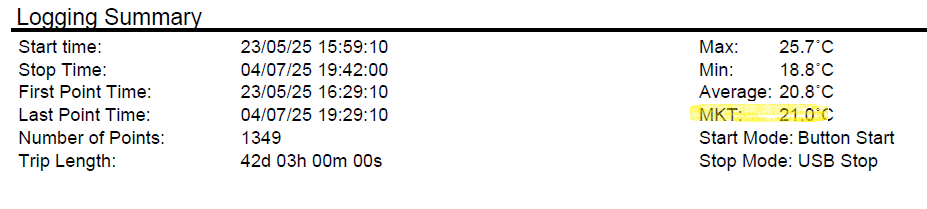 Logging Summary
Start time: 23/05/25 15:59:10 Max: 25.7°C
Stop Time: 04/07/25 19:42:00 Min: 18.8°C
First Point Time: 23/05/25 16:29:10 Average: 20.8°C
Last Point Time: 04/07/25 19:29:10 MKT: 21.0°C
Number of Points: 1349 Start Mode: Button Start
Trip Length: 42d 03h 00m 00s Stop Mode: USB Stop